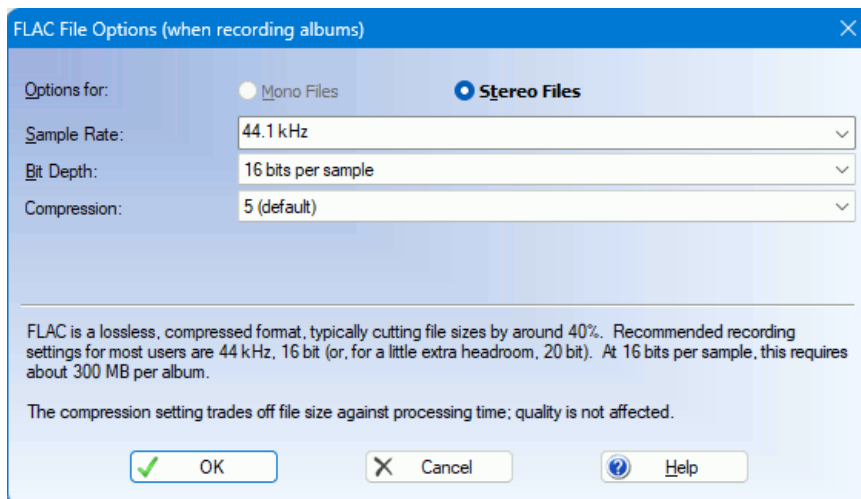 FLAC File Options (when recording albums)
Options for: Mono Files Stereo Files
Sample Rate: 44.1 kHz
Bit Depth: 16 bits per sample
Compression: 5 (default)
FLAC is a lossless, compressed format, typically cutting file sizes by around 40%. Recommended recording
settings for most users are 44 kHz, 16 bit (or, for a little extra headroom, 20 bit). At 16 bits per sample, this requires
about 300 MB per album.
The compression setting trades off file size against processing time; quality is not affected.
OK Cancel Help